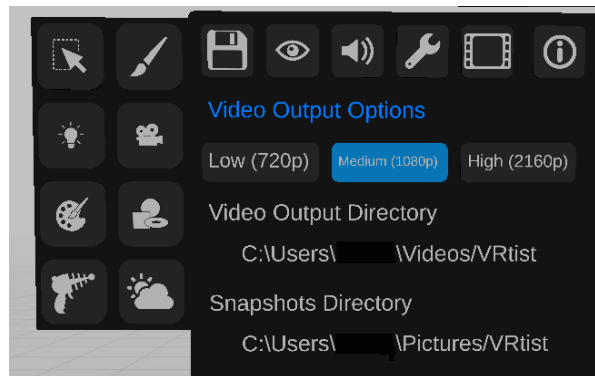 Video Output Options
Low (720p) Medium (1080p) High (2160p)
Video Output Directory
C:\Users\ \Videos/VRtist
Snapshots Directory
C:\Users\ \Pictures/VRtist